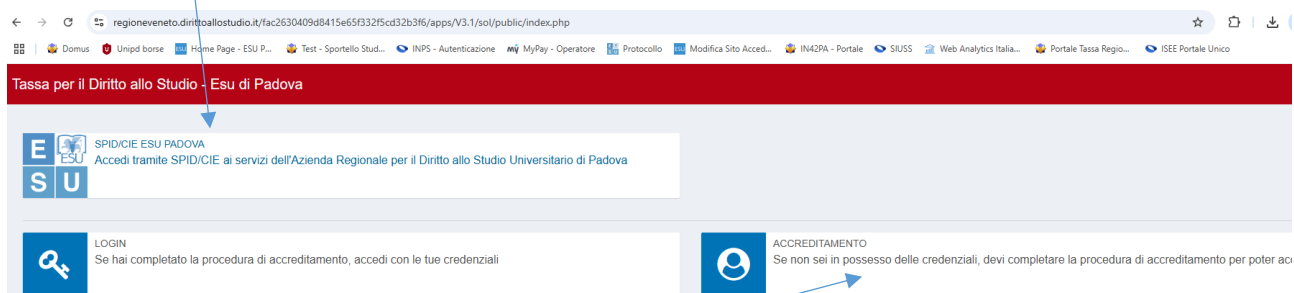 regioneveneto.dirittoallostudio.it/fac2630409d8415e65f332f5cd32b3f6/apps/V3.1/sol/public/index.php
Domus Unipd borse Home Page - ESU P... Test - Sportello Stud... INPS - Autenticazione MyPay - Operatore Protocollo Modifica Sito Acced... IN42PA - Portale SIUSS Web Analytics Italia... Portale Tassa Regio... ISEE Portale Unico
Tassa per il Diritto allo Studio - Esu di Padova
E ESU
S U
SPID/CIE ESU PADOVA
Accedi tramite SPID/CIE ai servizi dell'Azienda Regionale per il Diritto allo Studio Universitario di Padova
LOGIN
Se hai completato la procedura di accreditamento, accedi con le tue credenziali
ACCREDITAMENTO
Se non sei in possesso delle credenziali, devi completare la procedura di accreditamento per poter acc